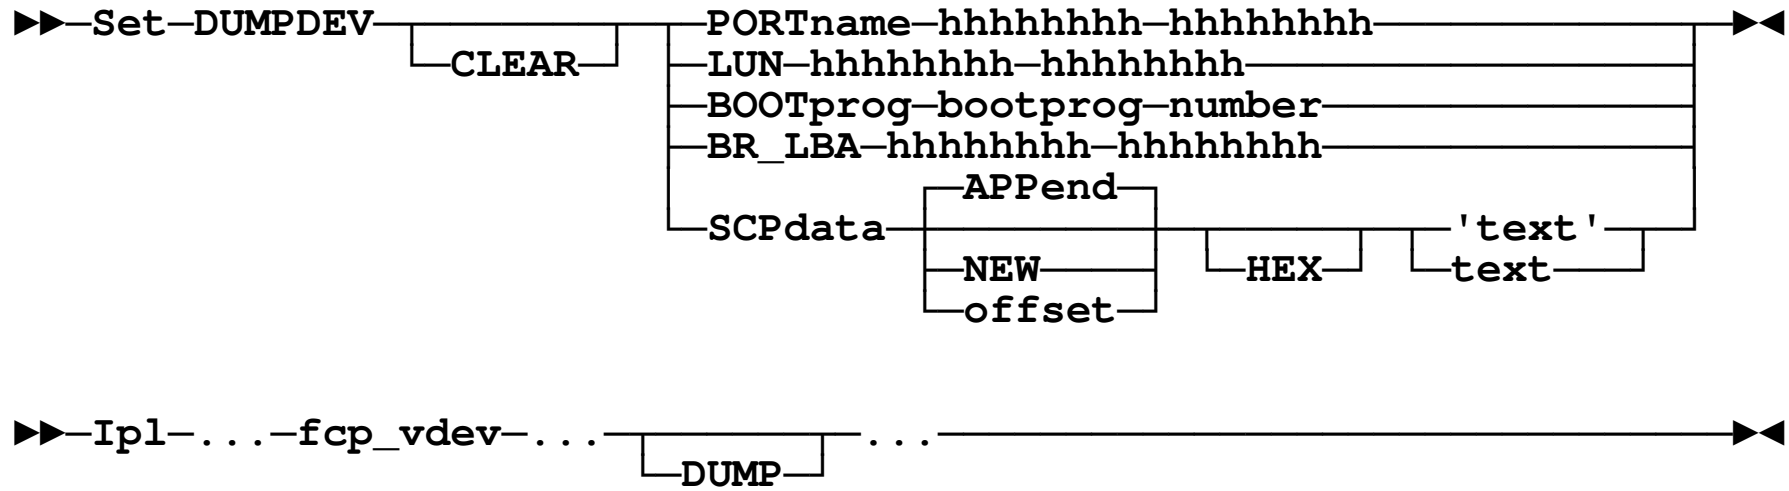 ►►─Set─DUMPDEV─PORTname─hhhhhhhh─hhhhhhhh─►◄
CLEAR─LUN─hhhhhhhh─hhhhhhhh
BOOTprog─bootprog─number
BR_LBA─hhhhhhhh─hhhhhhhh
APPend
SCPdata─'text'
NEW─HEX─text
offset
►►─Ipl─...─fcp_vdev─...─...─►◄
DUMP